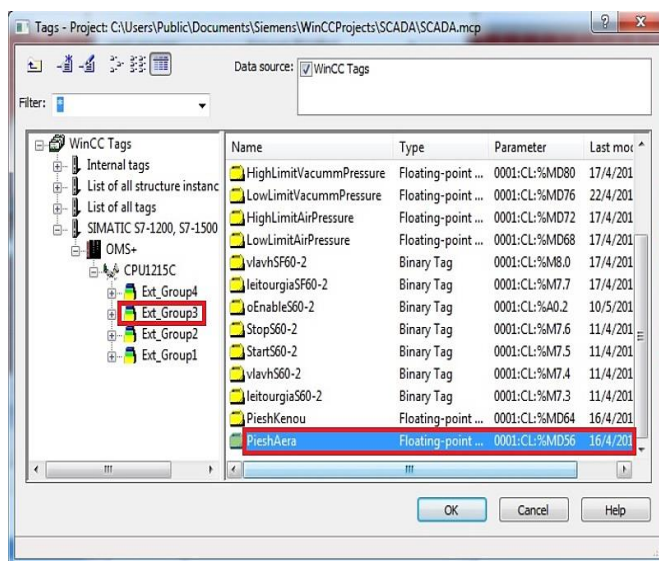 Tags - Project: C:\Users\Public\Documents\Siemens\WinCCProjects\SCADA\SCADA.mcp
Data source: WinCC Tags
Filter: *
WinCC Tags
Internal tags
List of all structure instanc
List of all tags
SIMATIC S7-1200, S7-1500
OMS+
CPU1215C
Ext_Group4
Ext_Group3
Ext_Group2
Ext_Group1
Name Type Parameter Last moc
HighLimitVacummPressure Floating-point ... 0001:CL:%MD80 17/4/201
LowLimitVacummPressure Floating-point ... 0001:CL:%MD76 22/4/201
HighLimitAirPressure Floating-point ... 0001:CL:%MD72 17/4/201
LowLimitAirPressure Floating-point ... 0001:CL:%MD68 17/4/201
vlavhSF60-2 Binary Tag 0001:CL:%M8.0 17/4/201
leitourgiaSF60-2 Binary Tag 0001:CL:%M7.7 17/4/201
oEnableS60-2 Binary Tag 0001:CL:%A0.2 10/5/201
StopS60-2 Binary Tag 0001:CL:%M7.6 11/4/201
StartS60-2 Binary Tag 0001:CL:%M7.5 11/4/201
vlavhS60-2 Binary Tag 0001:CL:%M7.4 11/4/201
leitourgiaS60-2 Binary Tag 0001:CL:%M7.3 11/4/201
PieshKenou Floating-point ... 0001:CL:%MD64 16/4/201
PieshAera Floating-point ... 0001:CL:%MD56 16/4/201
OK Cancel Help